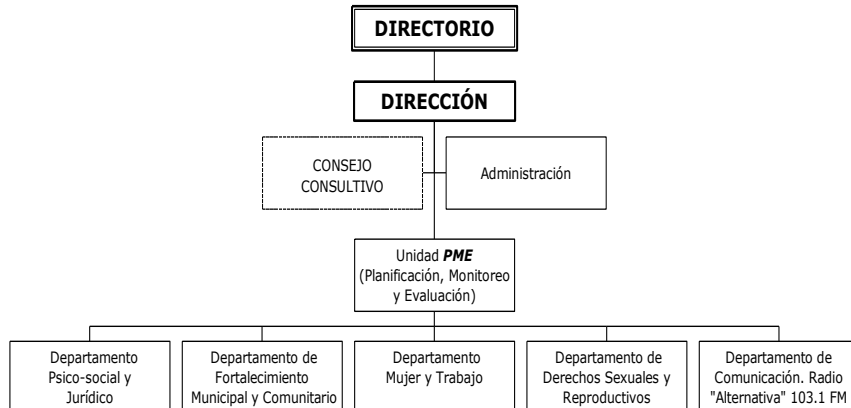 DIRECTORIO
DIRECCIÓN
CONSEJO
CONSULTIVO
Administración
Unidad PME
(Planificación, Monitoreo
y Evaluación)
Departamento
Psico-social y
Jurídico
Departamento de
Fortalecimiento
Municipal y Comunitario
Departamento
Mujer y Trabajo
Departamento de
Derechos Sexuales y
Reproductivos
Departamento de
Comunicación. Radio
"Alternativa" 103.1 FM